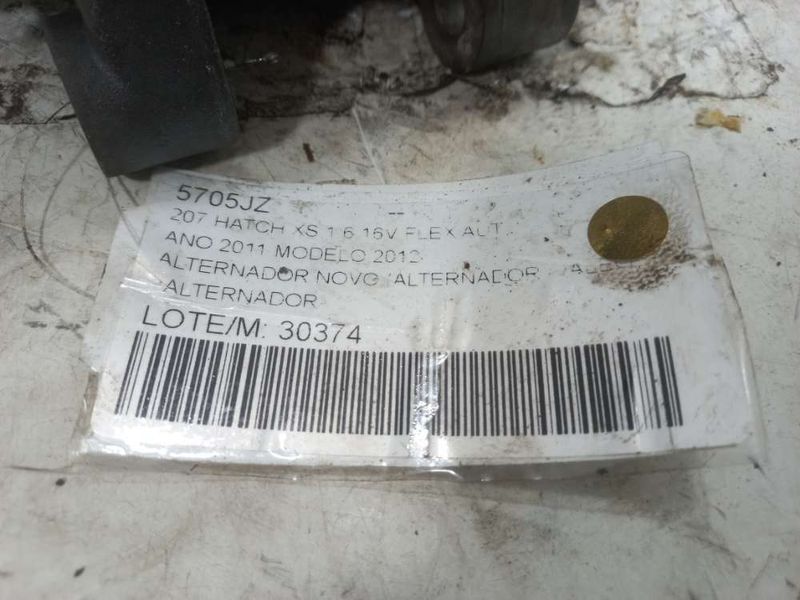 5705JZ --
207 HATCH XS 1.6 16V FLEX AUT.
ANO 2011 MODELO 2012
ALTERNADOR NOVO 'ALTERNADOR
ALTERNADOR
LOTE/M: 30374